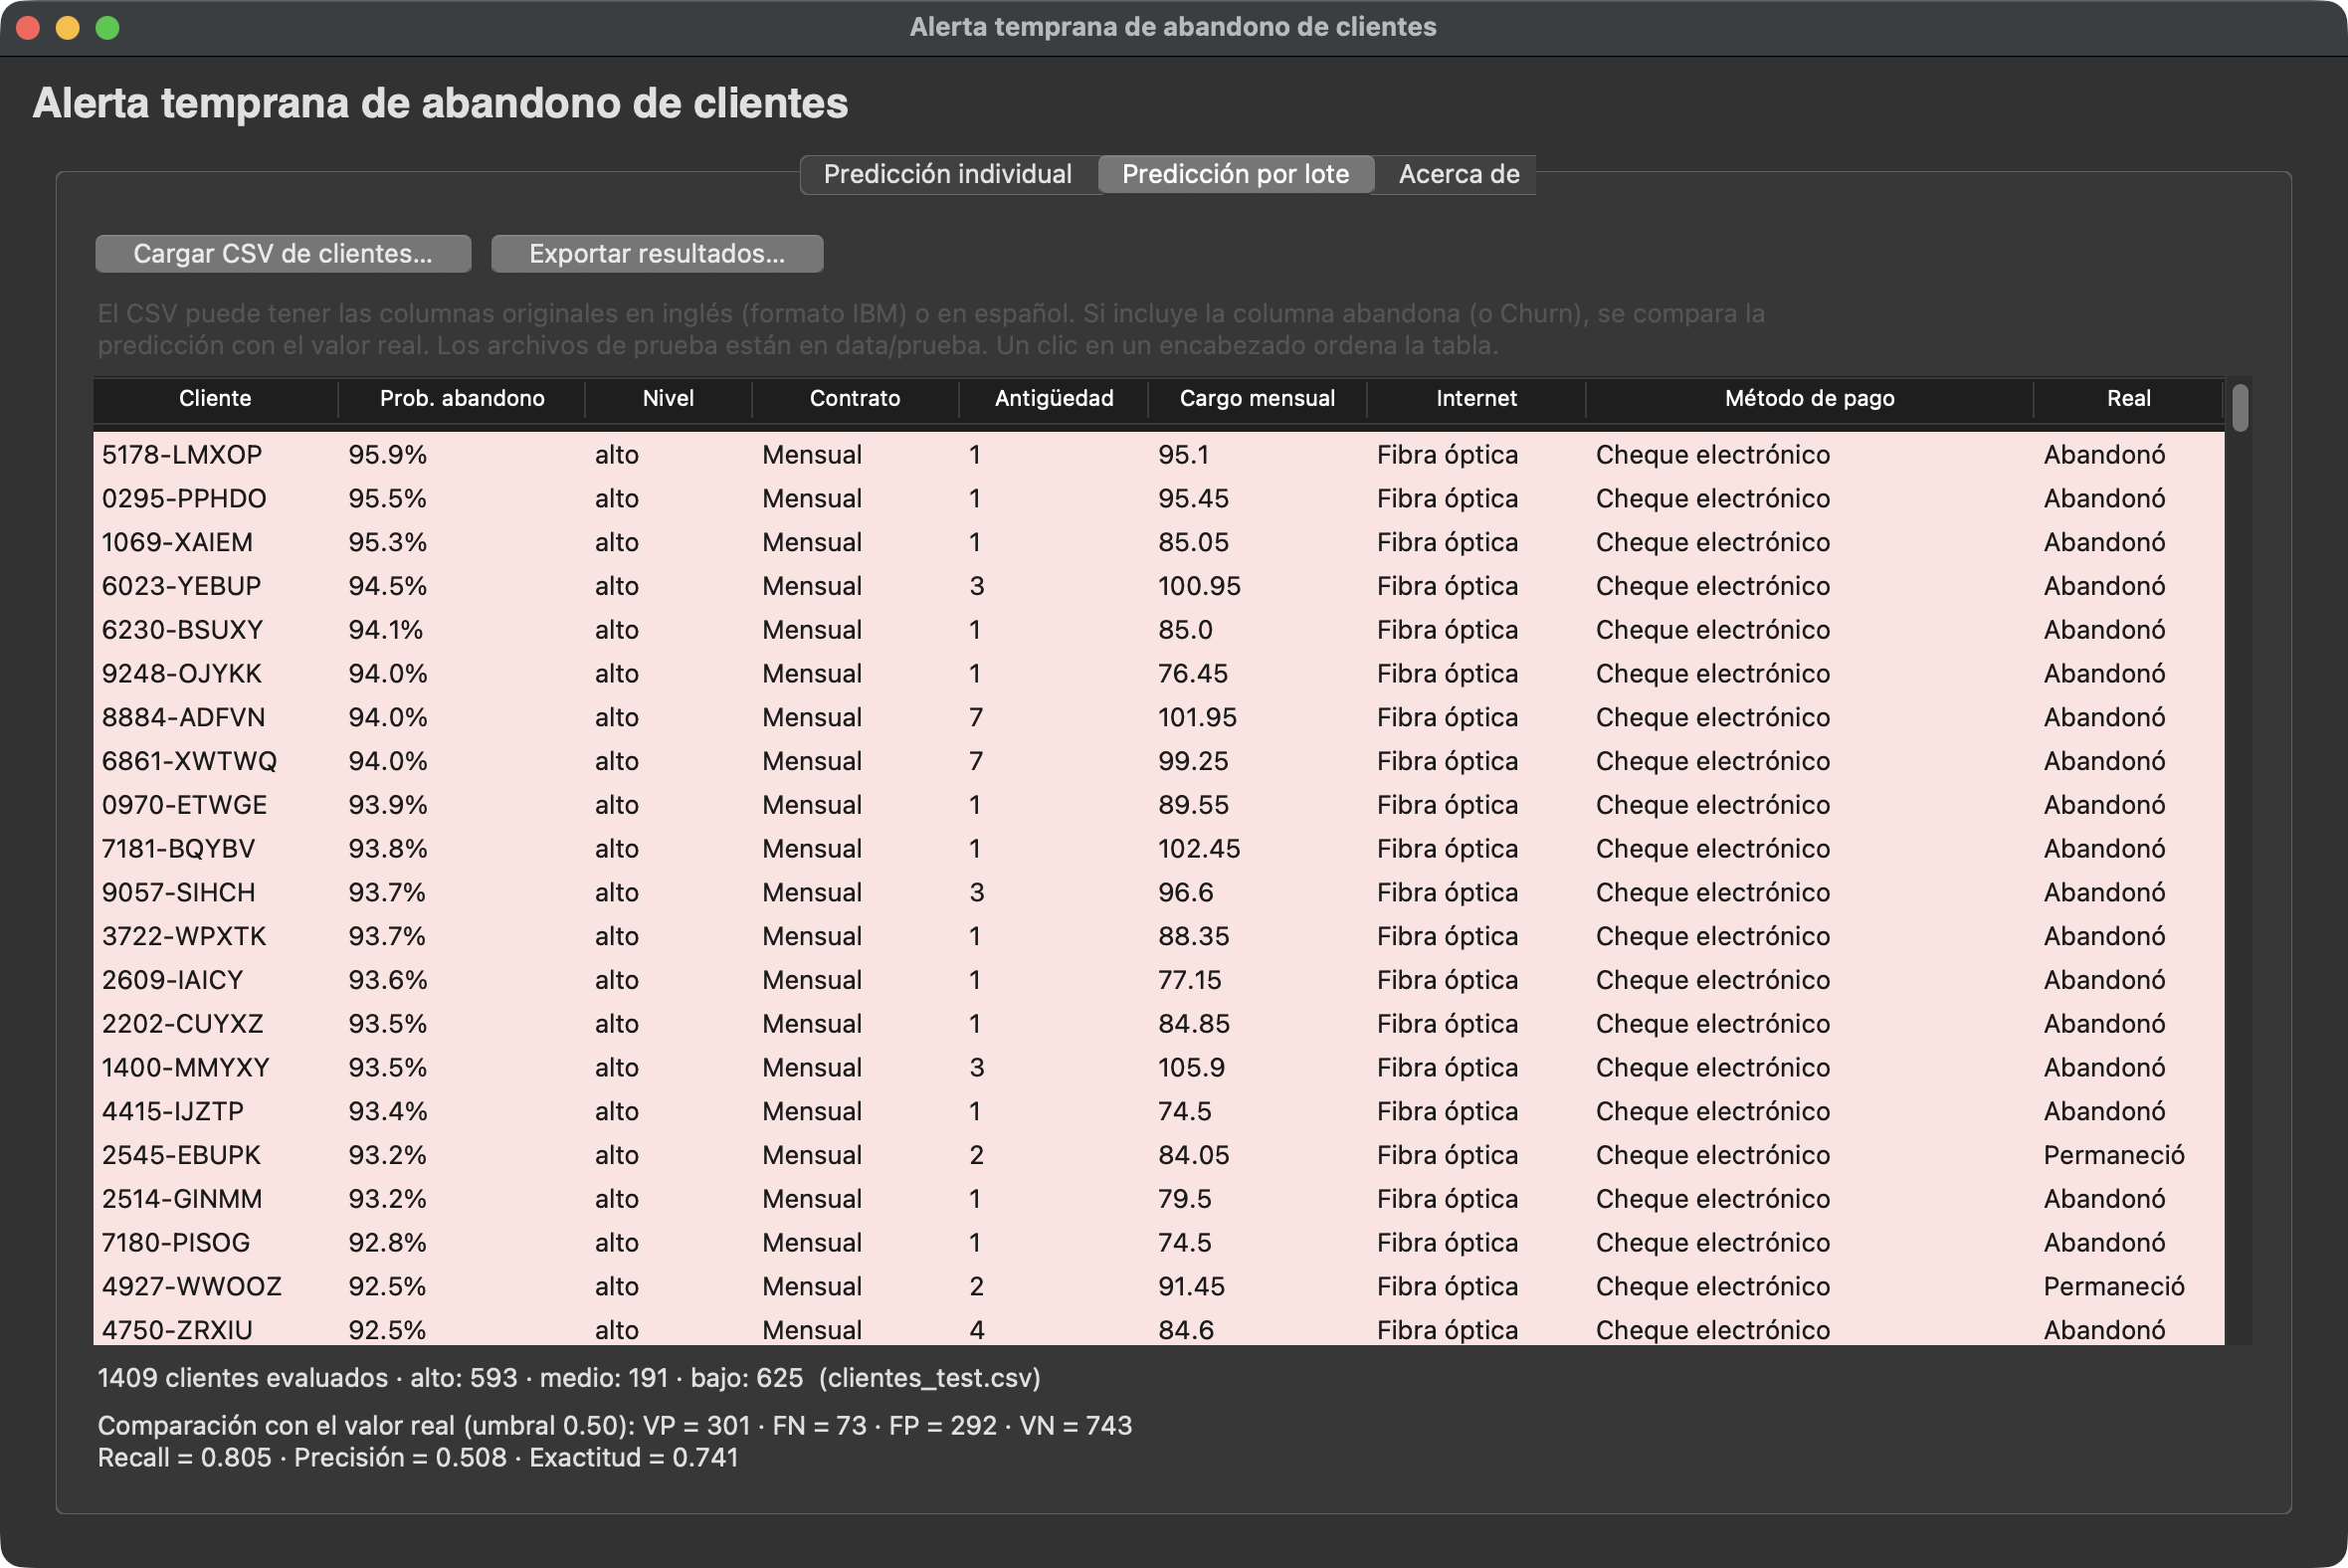 Alerta temprana de abandono de clientes
Alerta temprana de abandono de clientes
Predicción individual Predicción por lote Acerca de
Cargar CSV de clientes... Exportar resultados...
El CSV puede tener las columnas originales en inglés (formato IBM) o en español. Si incluye la columna abandona (o Churn), se compara la
predicción con el valor real. Los archivos de prueba están en data/prueba. Un clic en un encabezado ordena la tabla.
Cliente Prob. abandono Nivel Contrato Antigüedad Cargo mensual Internet Método de pago Real
5178-LMXOP 95.9% alto Mensual 1 95.1 Fibra óptica Cheque electrónico Abandonó
0295-PPHDO 95.5% alto Mensual 1 95.45 Fibra óptica Cheque electrónico Abandonó
1069-XAIEM 95.3% alto Mensual 1 85.05 Fibra óptica Cheque electrónico Abandonó
6023-YEBUP 94.5% alto Mensual 3 100.95 Fibra óptica Cheque electrónico Abandonó
6230-BSUXY 94.1% alto Mensual 1 85.0 Fibra óptica Cheque electrónico Abandonó
9248-OJYKK 94.0% alto Mensual 1 76.45 Fibra óptica Cheque electrónico Abandonó
8884-ADFVN 94.0% alto Mensual 7 101.95 Fibra óptica Cheque electrónico Abandonó
6861-XWTWQ 94.0% alto Mensual 7 99.25 Fibra óptica Cheque electrónico Abandonó
0970-ETWGE 93.9% alto Mensual 1 89.55 Fibra óptica Cheque electrónico Abandonó
7181-BQYBV 93.8% alto Mensual 1 102.45 Fibra óptica Cheque electrónico Abandonó
9057-SIHCH 93.7% alto Mensual 3 96.6 Fibra óptica Cheque electrónico Abandonó
3722-WPXTK 93.7% alto Mensual 1 88.35 Fibra óptica Cheque electrónico Abandonó
2609-IAICY 93.6% alto Mensual 1 77.15 Fibra óptica Cheque electrónico Abandonó
2202-CUYXZ 93.5% alto Mensual 1 84.85 Fibra óptica Cheque electrónico Abandonó
1400-MMYXY 93.5% alto Mensual 3 105.9 Fibra óptica Cheque electrónico Abandonó
4415-IJZTP 93.4% alto Mensual 1 74.5 Fibra óptica Cheque electrónico Abandonó
2545-EBUPK 93.2% alto Mensual 2 84.05 Fibra óptica Cheque electrónico Permaneció
2514-GINMM 93.2% alto Mensual 1 79.5 Fibra óptica Cheque electrónico Abandonó
7180-PISOG 92.8% alto Mensual 1 74.5 Fibra óptica Cheque electrónico Abandonó
4927-WWOOZ 92.5% alto Mensual 2 91.45 Fibra óptica Cheque electrónico Permaneció
4750-ZRXIU 92.5% alto Mensual 4 84.6 Fibra óptica Cheque electrónico Abandonó
1409 clientes evaluados · alto: 593 · medio: 191 · bajo: 625 (clientes_test.csv)
Comparación con el valor real (umbral 0.50): VP = 301 · FN = 73 · FP = 292 · VN = 743
Recall = 0.805 · Precisión = 0.508 · Exactitud = 0.741